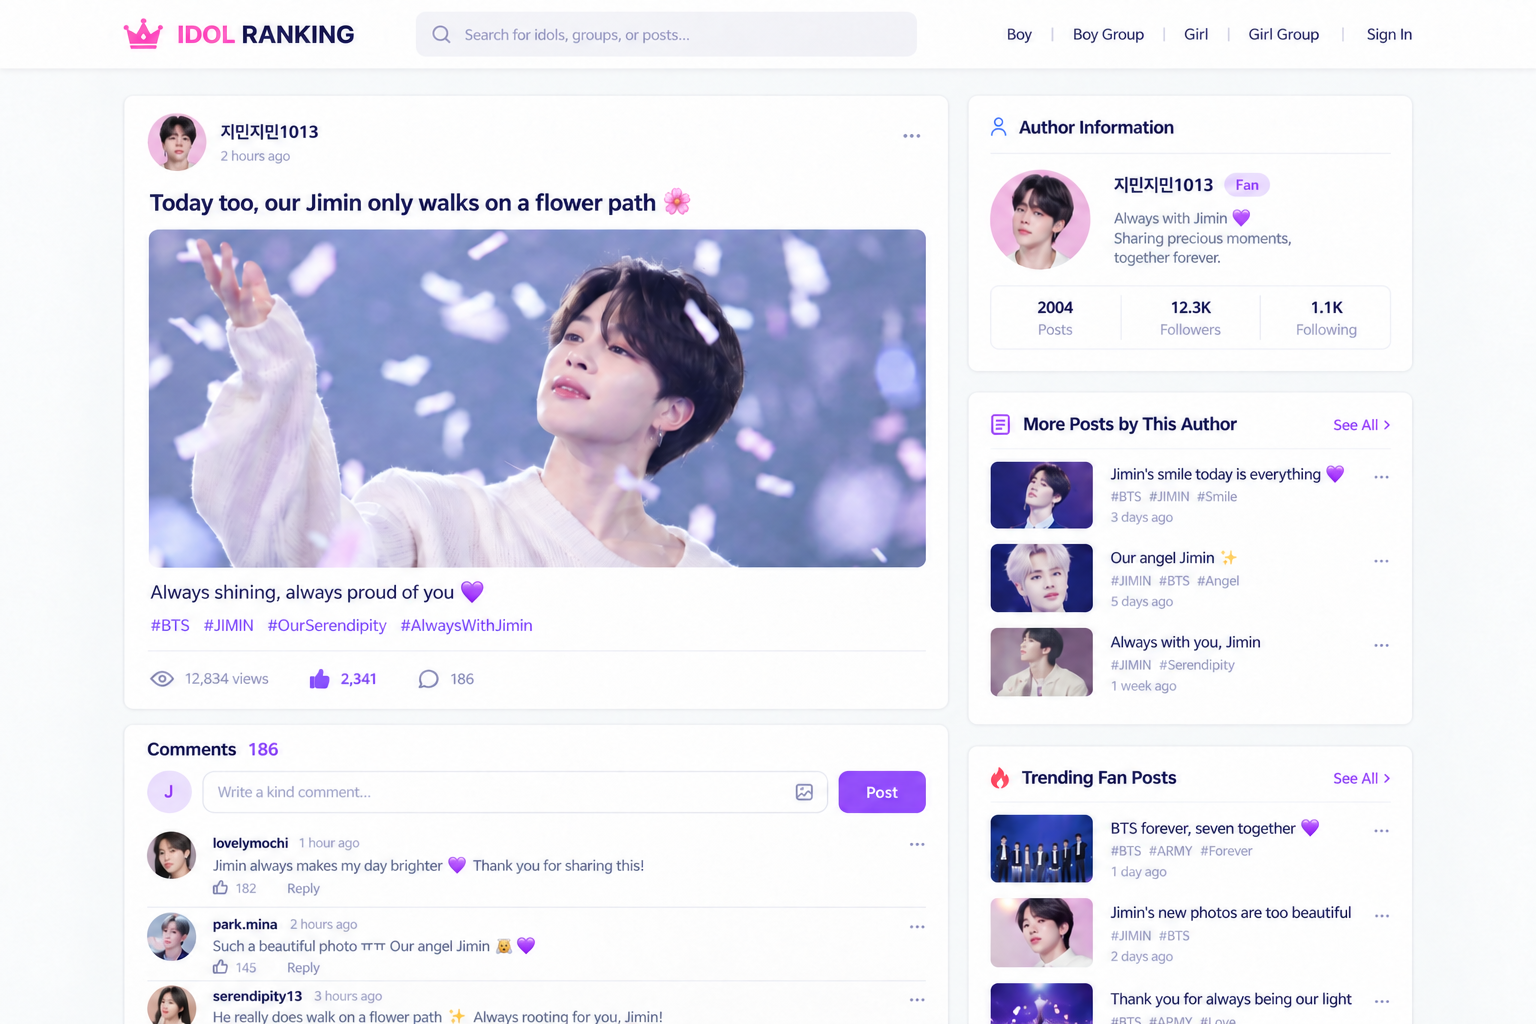 IDOL RANKING
Search for idols, groups, or posts...
Boy
Boy Group
Girl
Girl Group
Sign In
지민지민1013
2 hours ago
Today too, our Jimin only walks on a flower path 🌸
Always shining, always proud of you 💜
#BTS #JIMIN #OurSerendipity #AlwaysWithJimin
12,834 views
2,341
186
Comments 186
J
Write a kind comment...
Post
lovelymochi 1 hour ago
Jimin always makes my day brighter 💜 Thank you for sharing this!
182 Reply
park.mina 2 hours ago
Such a beautiful photo ㅠㅠ Our angel Jimin 🐹 💜
145 Reply
serendipity13 3 hours ago
He really does walk on a flower path ✨ Always rooting for you, Jimin!
Author Information
지민지민1013 Fan
Always with Jimin 💜
Sharing precious moments,
together forever.
2004
Posts
12.3K
Followers
1.1K
Following
More Posts by This Author
See All >
Jimin's smile today is everything 💜
#BTS #JIMIN #Smile
3 days ago
Our angel Jimin ✨
#JIMIN #BTS #Angel
5 days ago
Always with you, Jimin
#JIMIN #Serendipity
1 week ago
Trending Fan Posts
See All >
BTS forever, seven together 💜
#BTS #ARMY #Forever
1 day ago
Jimin's new photos are too beautiful
#JIMIN #BTS
2 days ago
Thank you for always being our light
#BTS #ARMY #Love